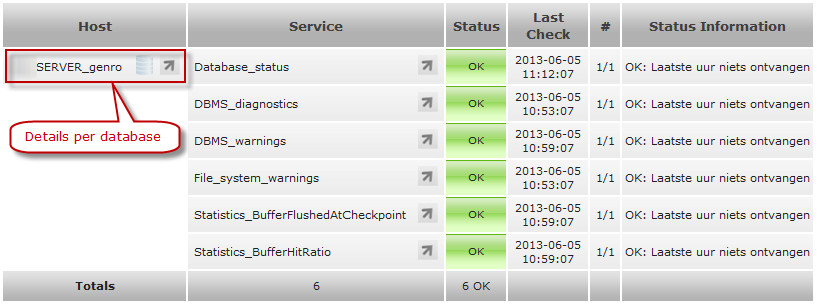 Host Service Status Last Check # Status Information
SERVER_genro Database_status OK 2013-06-05 11:12:07 1/1 OK: Laatste uur niets ontvangen
DBMS_diagnostics OK 2013-06-05 10:53:07 1/1 OK: Laatste uur niets ontvangen
Details per database
DBMS_warnings OK 2013-06-05 10:59:07 1/1 OK: Laatste uur niets ontvangen
File_system_warnings OK 2013-06-05 10:53:07 1/1 OK: Laatste uur niets ontvangen
Statistics_BufferFlushedAtCheckpoint OK 2013-06-05 10:59:07 1/1 OK: Laatste uur niets ontvangen
Statistics_BufferHitRatio OK 2013-06-05 10:59:07 1/1 OK: Laatste uur niets ontvangen
Totals 6 6 OK